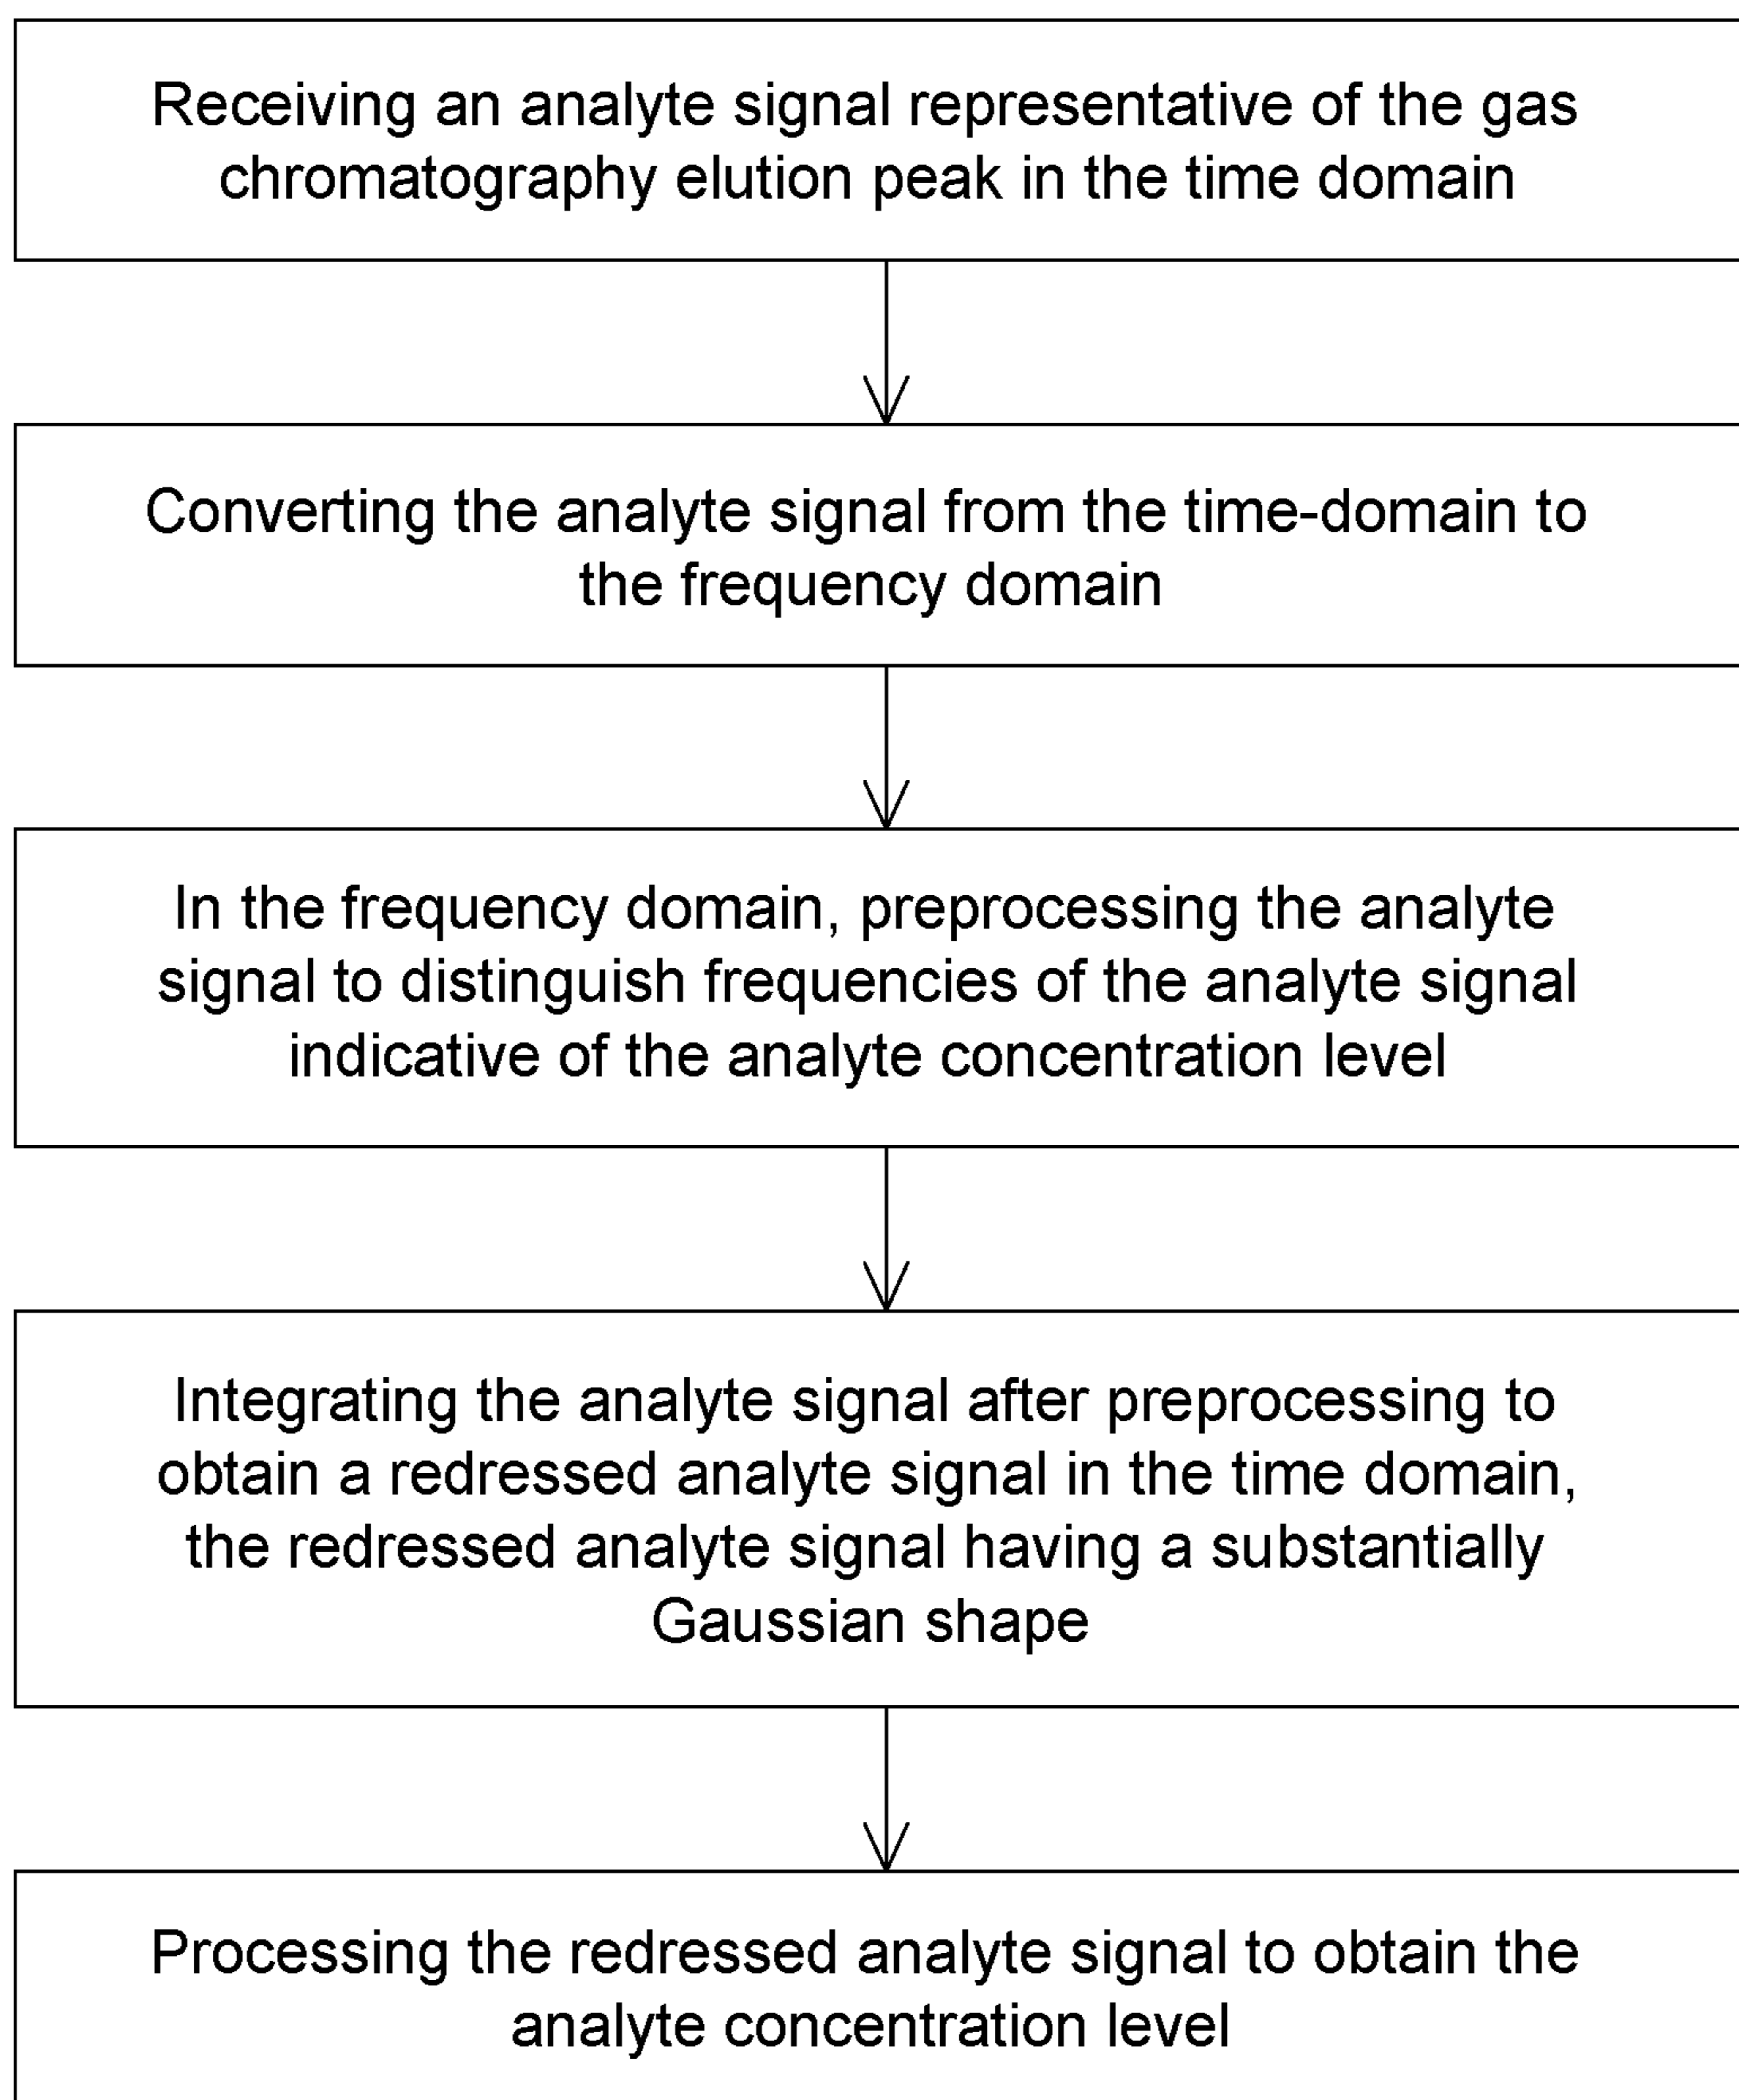 Receiving an analyte signal representative of the gas
chromatography elution peak in the time domain
Converting the analyte signal from the time-domain to
the frequency domain
In the frequency domain, preprocessing the analyte
signal to distinguish frequencies of the analyte signal
indicative of the analyte concentration level
Integrating the analyte signal after preprocessing to
obtain a redressed analyte signal in the time domain,
the redressed analyte signal having a substantially
Gaussian shape
Processing the redressed analyte signal to obtain the
analyte concentration level